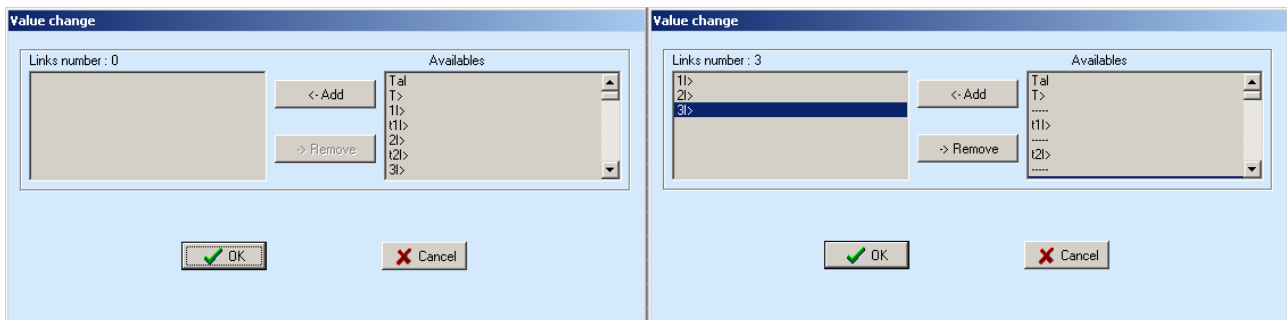 Value change
Links number : 0
Availables
<- Add
-> Remove
Tal
T>
1I>
t1I>
2I>
t2I>
3I>
OK
Cancel
Value change
Links number : 3
Availables
1I>
2I>
3I>
<- Add
-> Remove
Tal
T>
-----
t1I>
-----
t2I>
-----
OK
Cancel